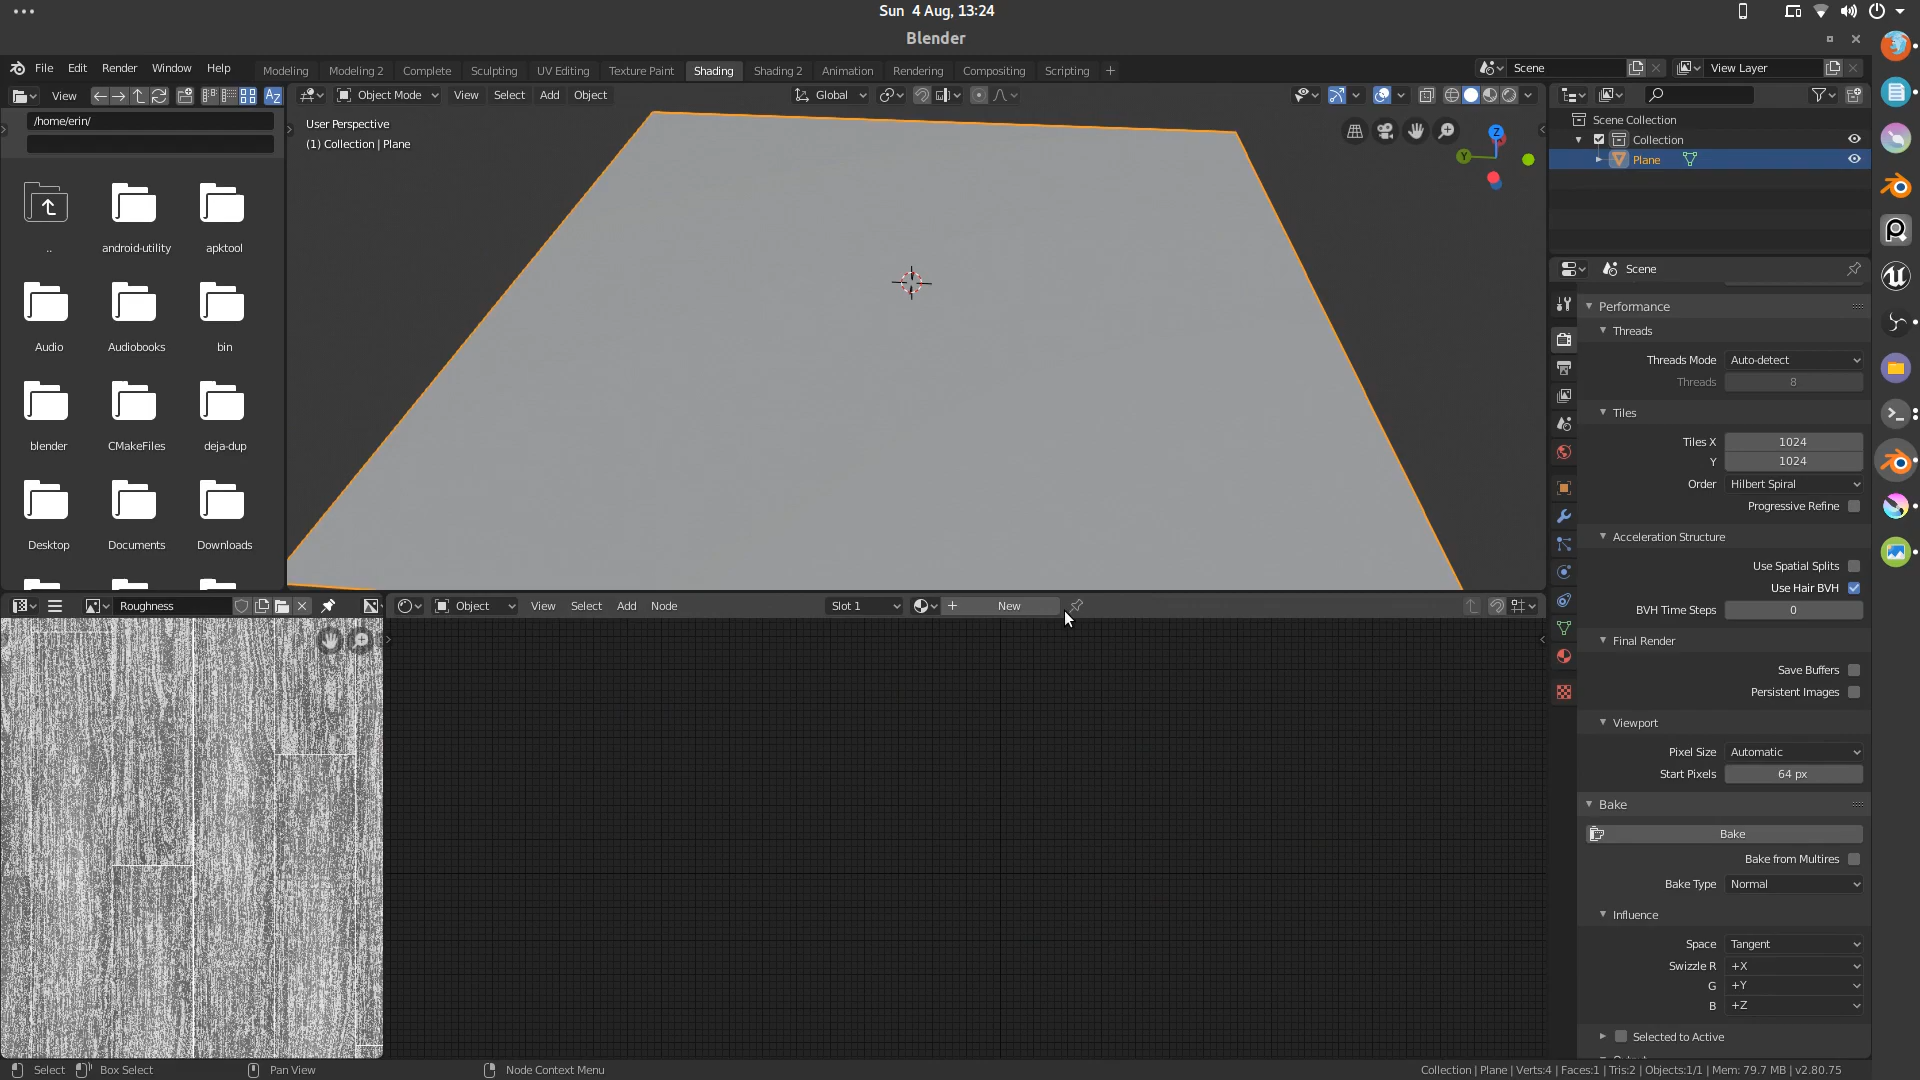 Sun 4 Aug, 13:24
Blender
File Edit Render Window Help
Modeling Modeling 2 Complete Sculpting UV Editing Texture Paint Shading Shading 2 Animation Rendering Compositing Scripting +
Scene
View Layer
View
Object Mode View Select Add Object
Global
/home/erin/
User Perspective
(1) Collection | Plane
Z
Y
Scene Collection
Collection
Plane
..
android-utility
apktool
Audio
Audiobooks
bin
blender
CMakeFiles
deja-dup
Desktop
Documents
Downloads
Scene
Performance
Threads
Threads Mode Auto-detect
Threads 8
Tiles
Tiles X 1024
Y 1024
Order Hilbert Spiral
Progressive Refine
Acceleration Structure
Use Spatial Splits
Use Hair BVH
BVH Time Steps 0
Final Render
Save Buffers
Persistent Images
Viewport
Pixel Size Automatic
Start Pixels 64 px
Bake
Bake
Bake from Multires
Bake Type Normal
Influence
Space Tangent
Swizzle R +X
G +Y
B +Z
Selected to Active
Roughness
Object View Select Add Node
Slot 1
+ New
Select
Box Select
Pan View
Node Context Menu
Collection | Plane | Verts:4 | Faces:1 | Tris:2 | Objects:1/1 | Mem: 79.7 MB | v2.80.75